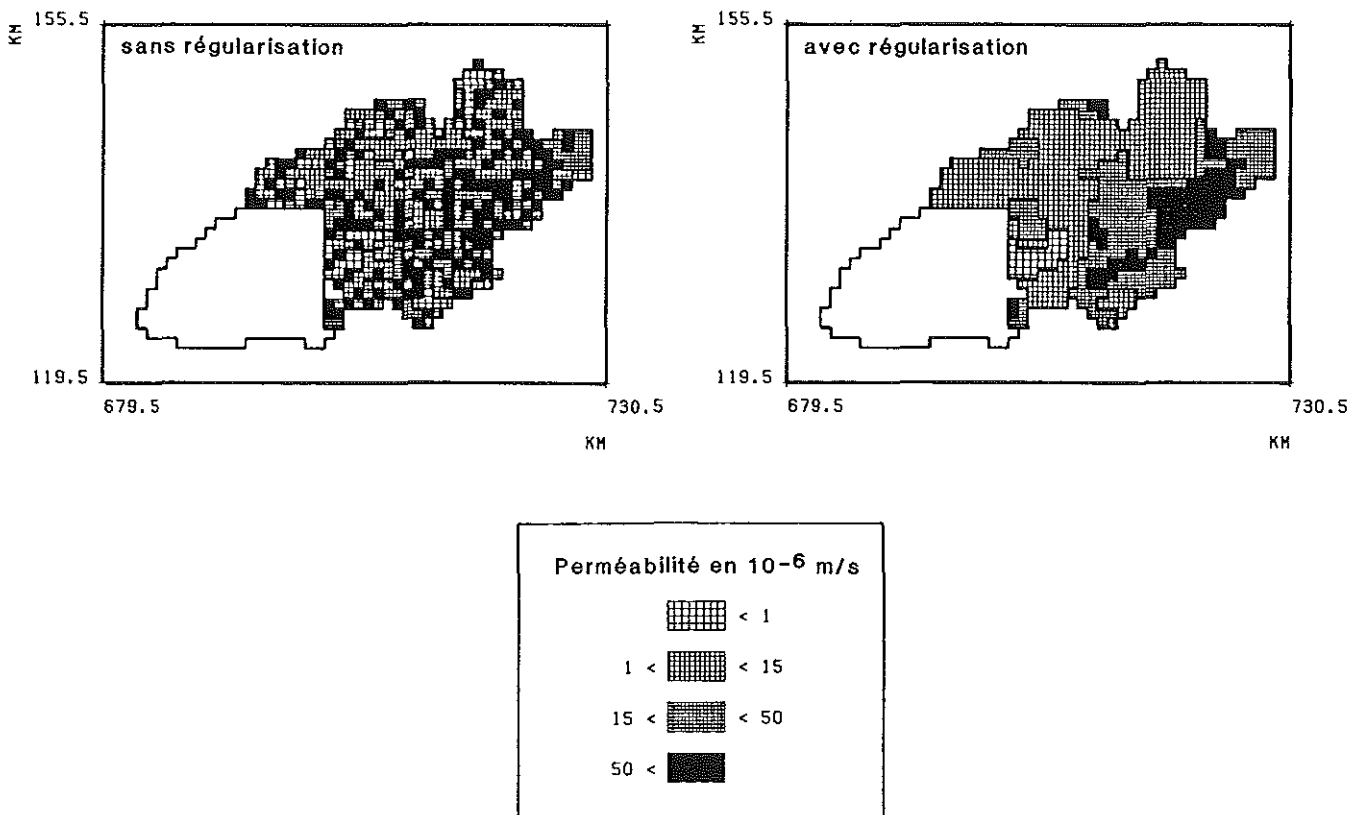 155.5
KM
sans régularisation
119.5
679.5
730.5
KM
155.5
KM
avec régularisation
119.5
679.5
730.5
KM
Perméabilité en 10-6 m/s
< 1
1 < < 15
15 < < 50
50 <